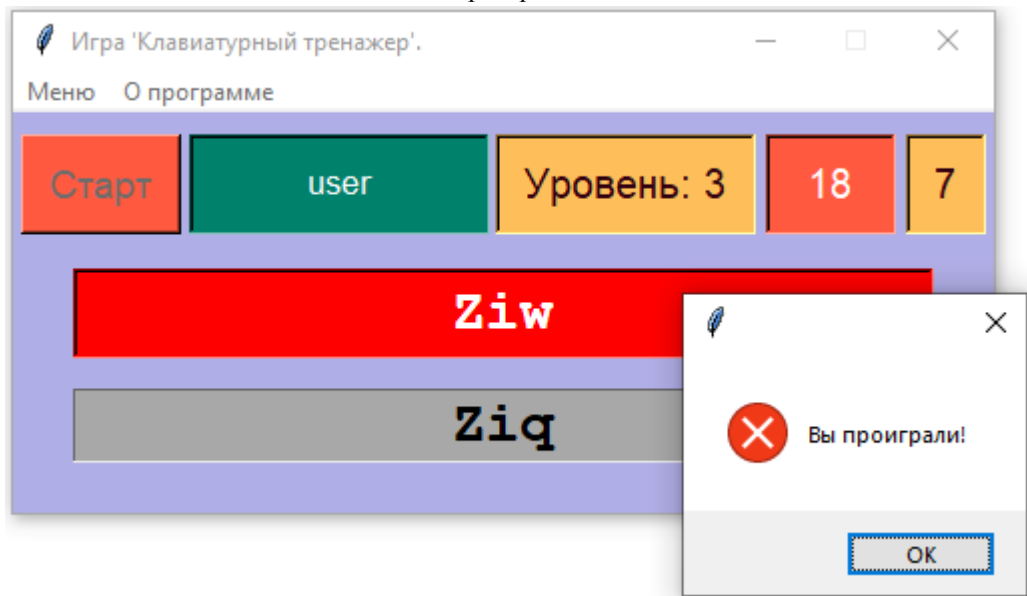 Игра 'Клавиатурный тренажер'.
Меню О программе
Старт user Уровень: 3 18 7
Ziw
Ziq
Вы проиграли!
OK